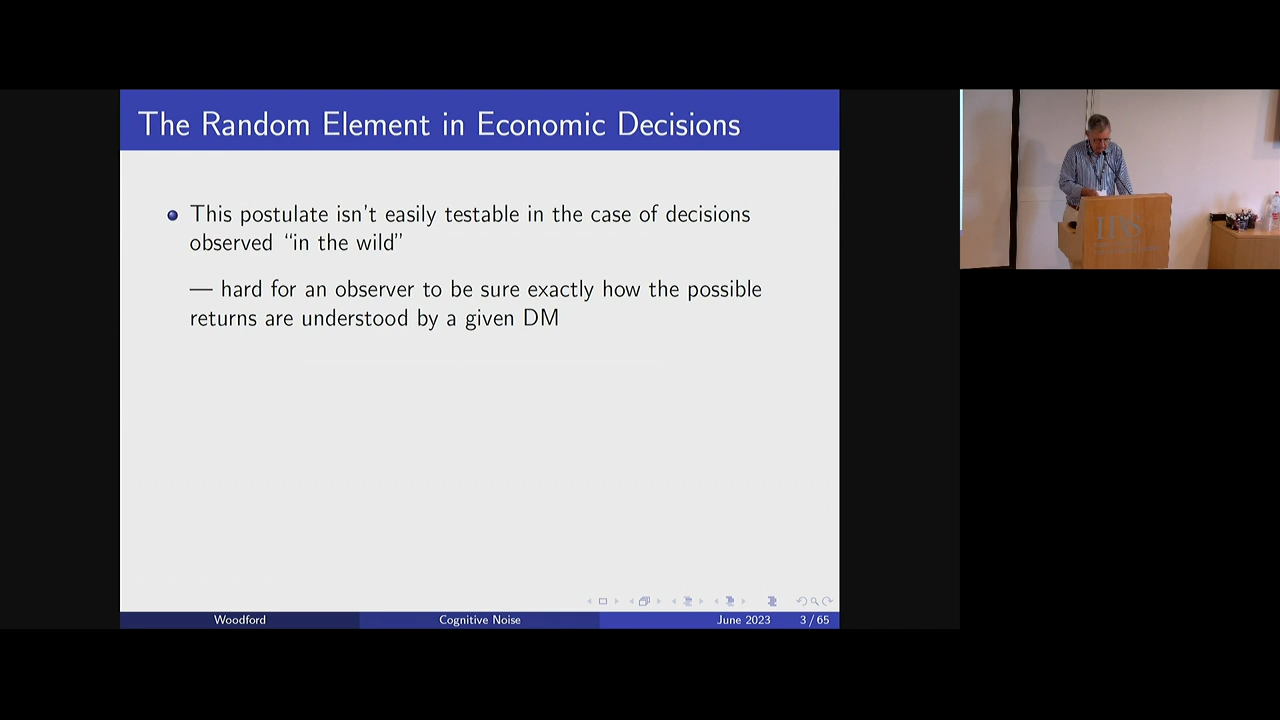 The Random Element in Economic Decisions
This postulate isn't easily testable in the case of decisions
observed “in the wild”
— hard for an observer to be sure exactly how the possible
returns are understood by a given DM
Woodford
Cognitive Noise
June 2023
3 / 65